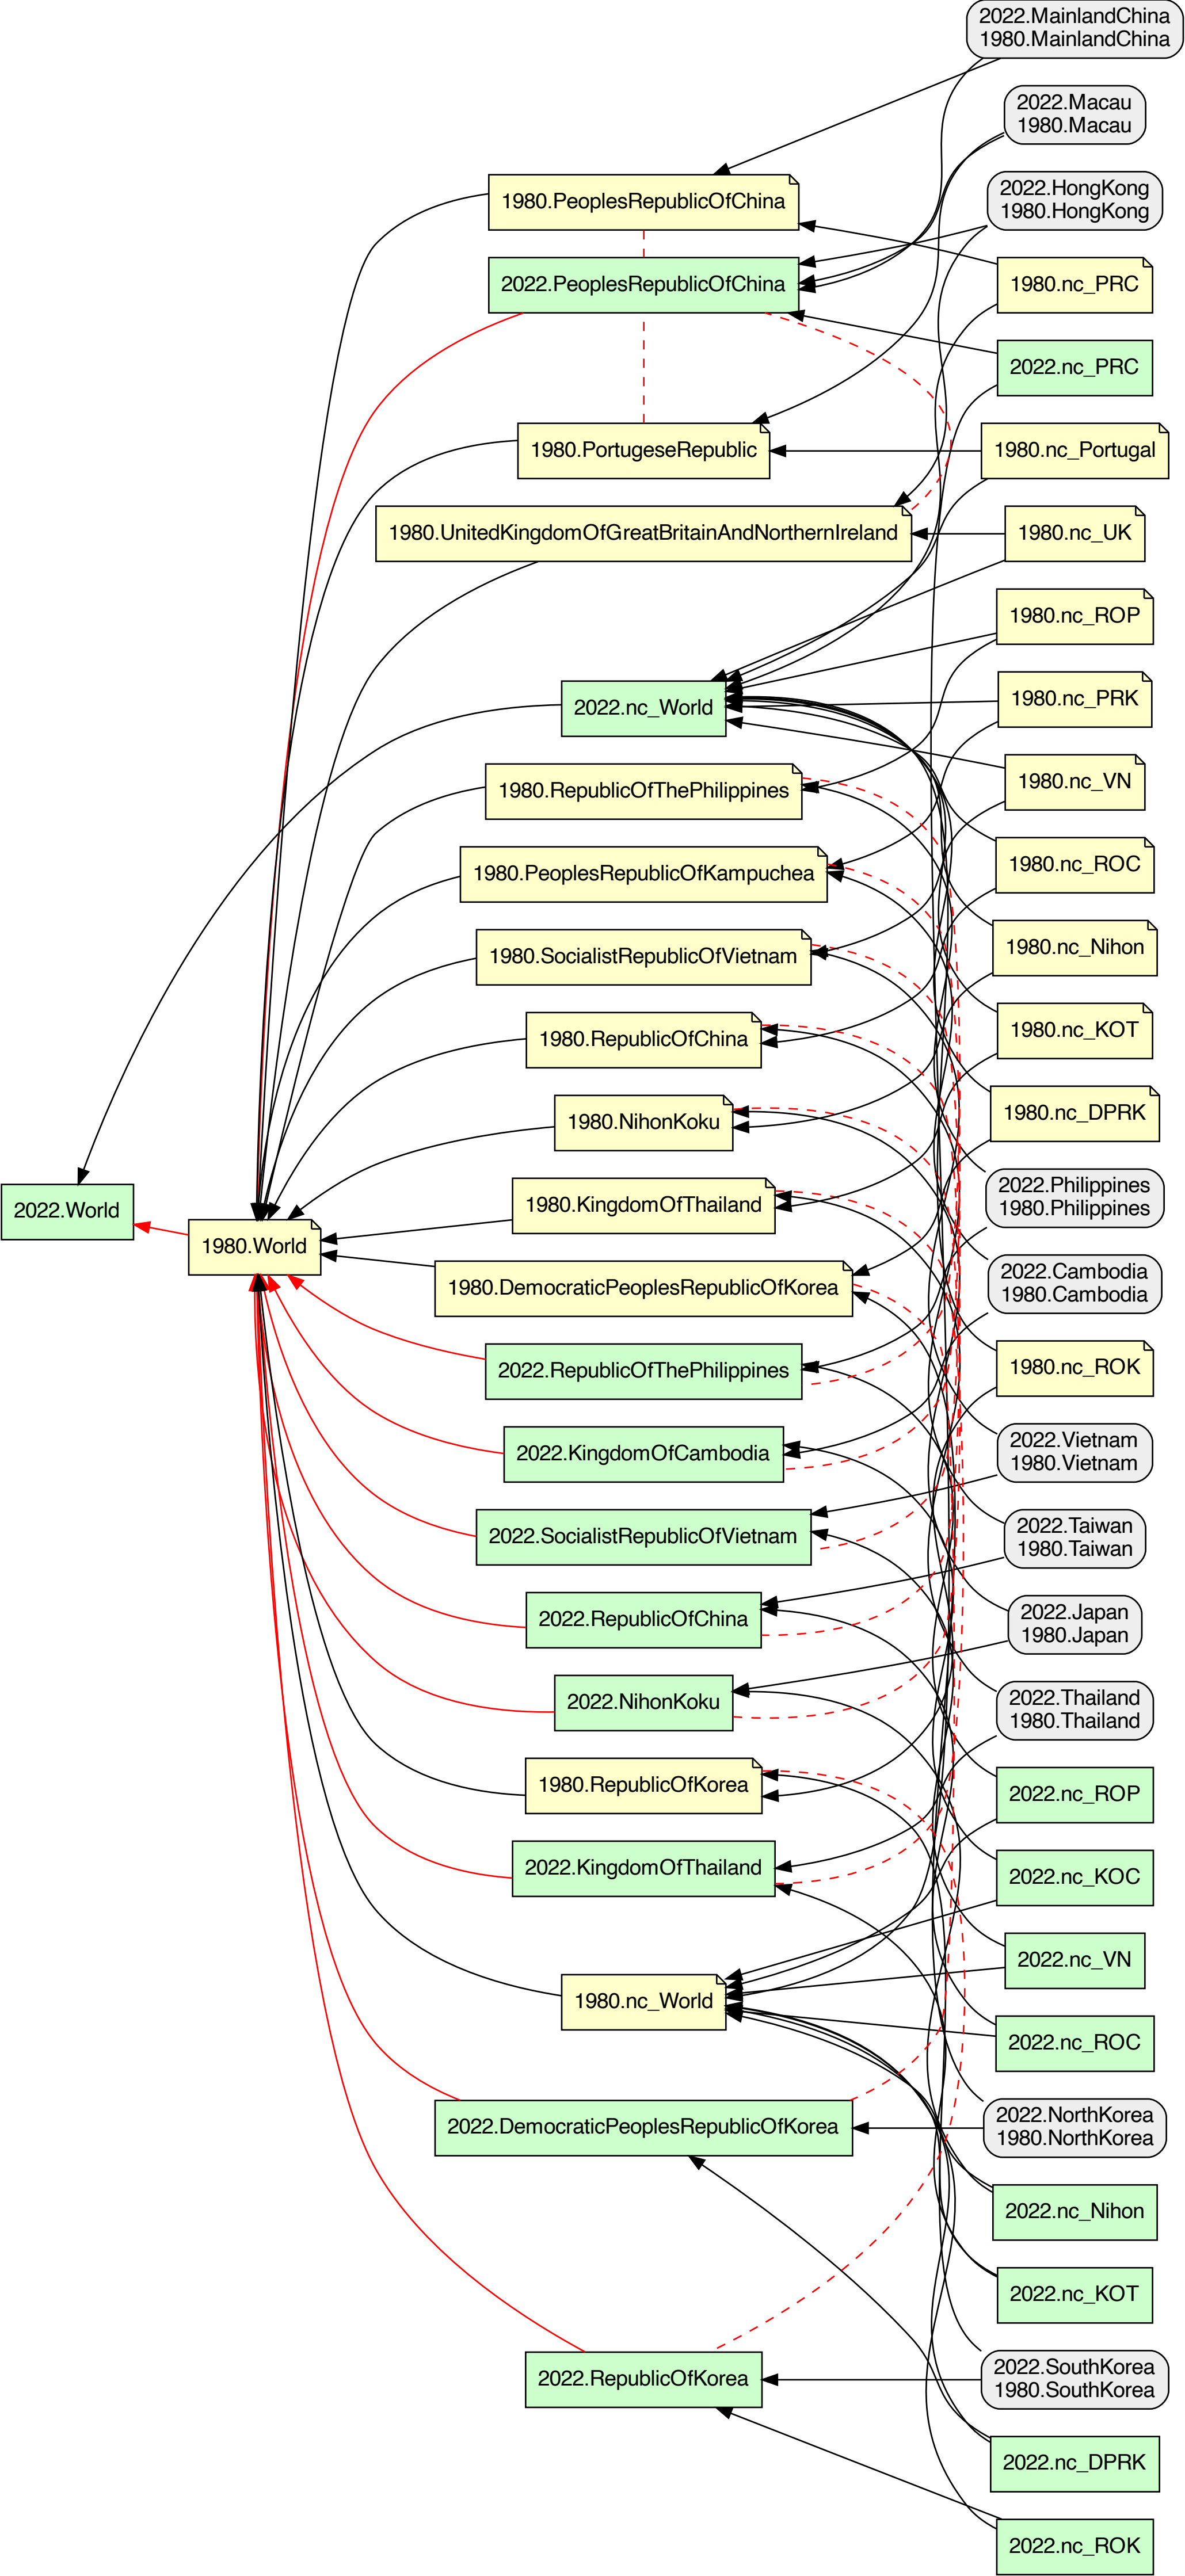 2022.MainlandChina
1980.MainlandChina
2022.Macau
1980.Macau
1980.PeoplesRepublicOfChina
2022.HongKong
1980.HongKong
2022.PeoplesRepublicOfChina
1980.nc_PRC
2022.nc_PRC
1980.PortugeseRepublic
1980.nc_Portugal
1980.UnitedKingdomOfGreatBritainAndNorthernIreland
1980.nc_UK
1980.nc_ROP
2022.nc_World
1980.nc_PRK
1980.RepublicOfThePhilippines
1980.nc_VN
1980.PeoplesRepublicOfKampuchea
1980.nc_ROC
1980.SocialistRepublicOfVietnam
1980.nc_Nihon
1980.RepublicOfChina
1980.nc_KOT
1980.NihonKoku
1980.nc_DPRK
2022.World
1980.KingdomOfThailand
2022.Philippines
1980.Philippines
1980.World
1980.DemocraticPeoplesRepublicOfKorea
2022.Cambodia
1980.Cambodia
2022.RepublicOfThePhilippines
1980.nc_ROK
2022.KingdomOfCambodia
2022.Vietnam
1980.Vietnam
2022.SocialistRepublicOfVietnam
2022.Taiwan
1980.Taiwan
2022.RepublicOfChina
2022.Japan
1980.Japan
2022.NihonKoku
2022.Thailand
1980.Thailand
1980.RepublicOfKorea
2022.nc_ROP
2022.KingdomOfThailand
2022.nc_KOC
2022.nc_VN
1980.nc_World
2022.nc_ROC
2022.DemocraticPeoplesRepublicOfKorea
2022.NorthKorea
1980.NorthKorea
2022.nc_Nihon
2022.nc_KOT
2022.RepublicOfKorea
2022.SouthKorea
1980.SouthKorea
2022.nc_DPRK
2022.nc_ROK